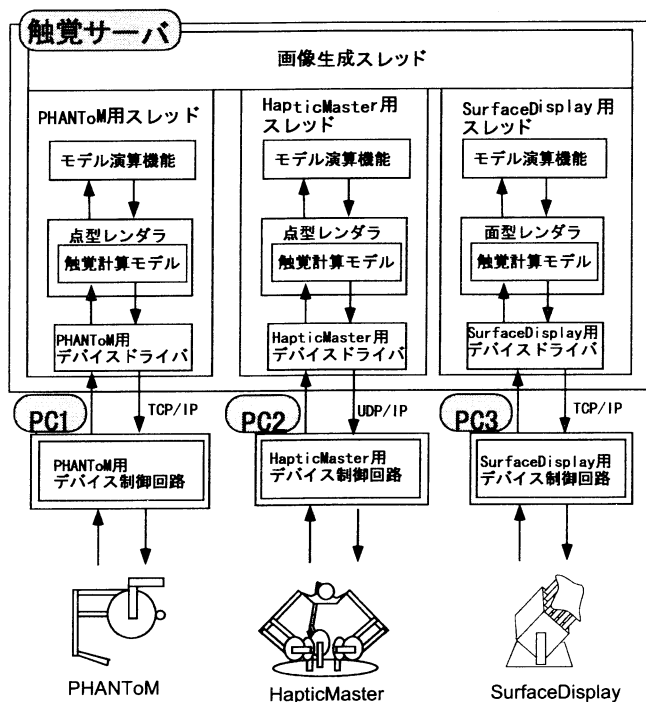 触覚サーバ
画像生成スレッド
PHANToM用スレッド
モデル演算機能
点型レンダラ
触覚計算モデル
PHANToM用
デバイスドライバ
HapticMaster用
スレッド
モデル演算機能
点型レンダラ
触覚計算モデル
HapticMaster用
デバイスドライバ
SurfaceDisplay用
スレッド
モデル演算機能
面型レンダラ
触覚計算モデル
SurfaceDisplay用
デバイスドライバ
PC1
TCP/IP
PC2
UDP/IP
PC3
TCP/IP
PHANToM用
デバイス制御回路
HapticMaster用
デバイス制御回路
SurfaceDisplay用
デバイス制御回路
PHANToM
HapticMaster
SurfaceDisplay